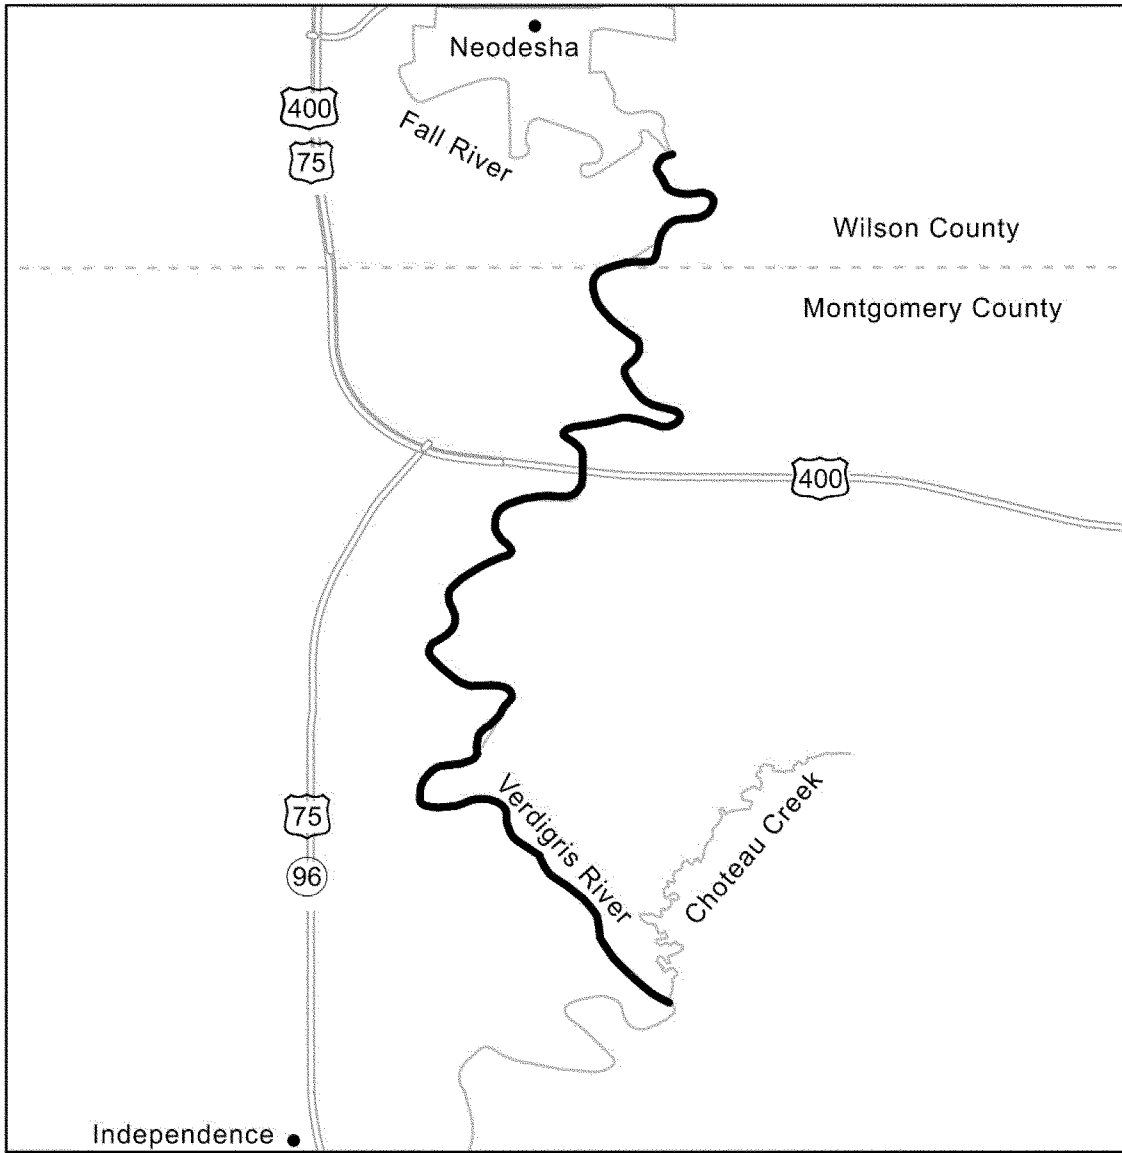 Neodesha
400
Fall River
75
Wilson County
Montgomery County
400
75
Verdigris River
Choteau Creek
96
Independence